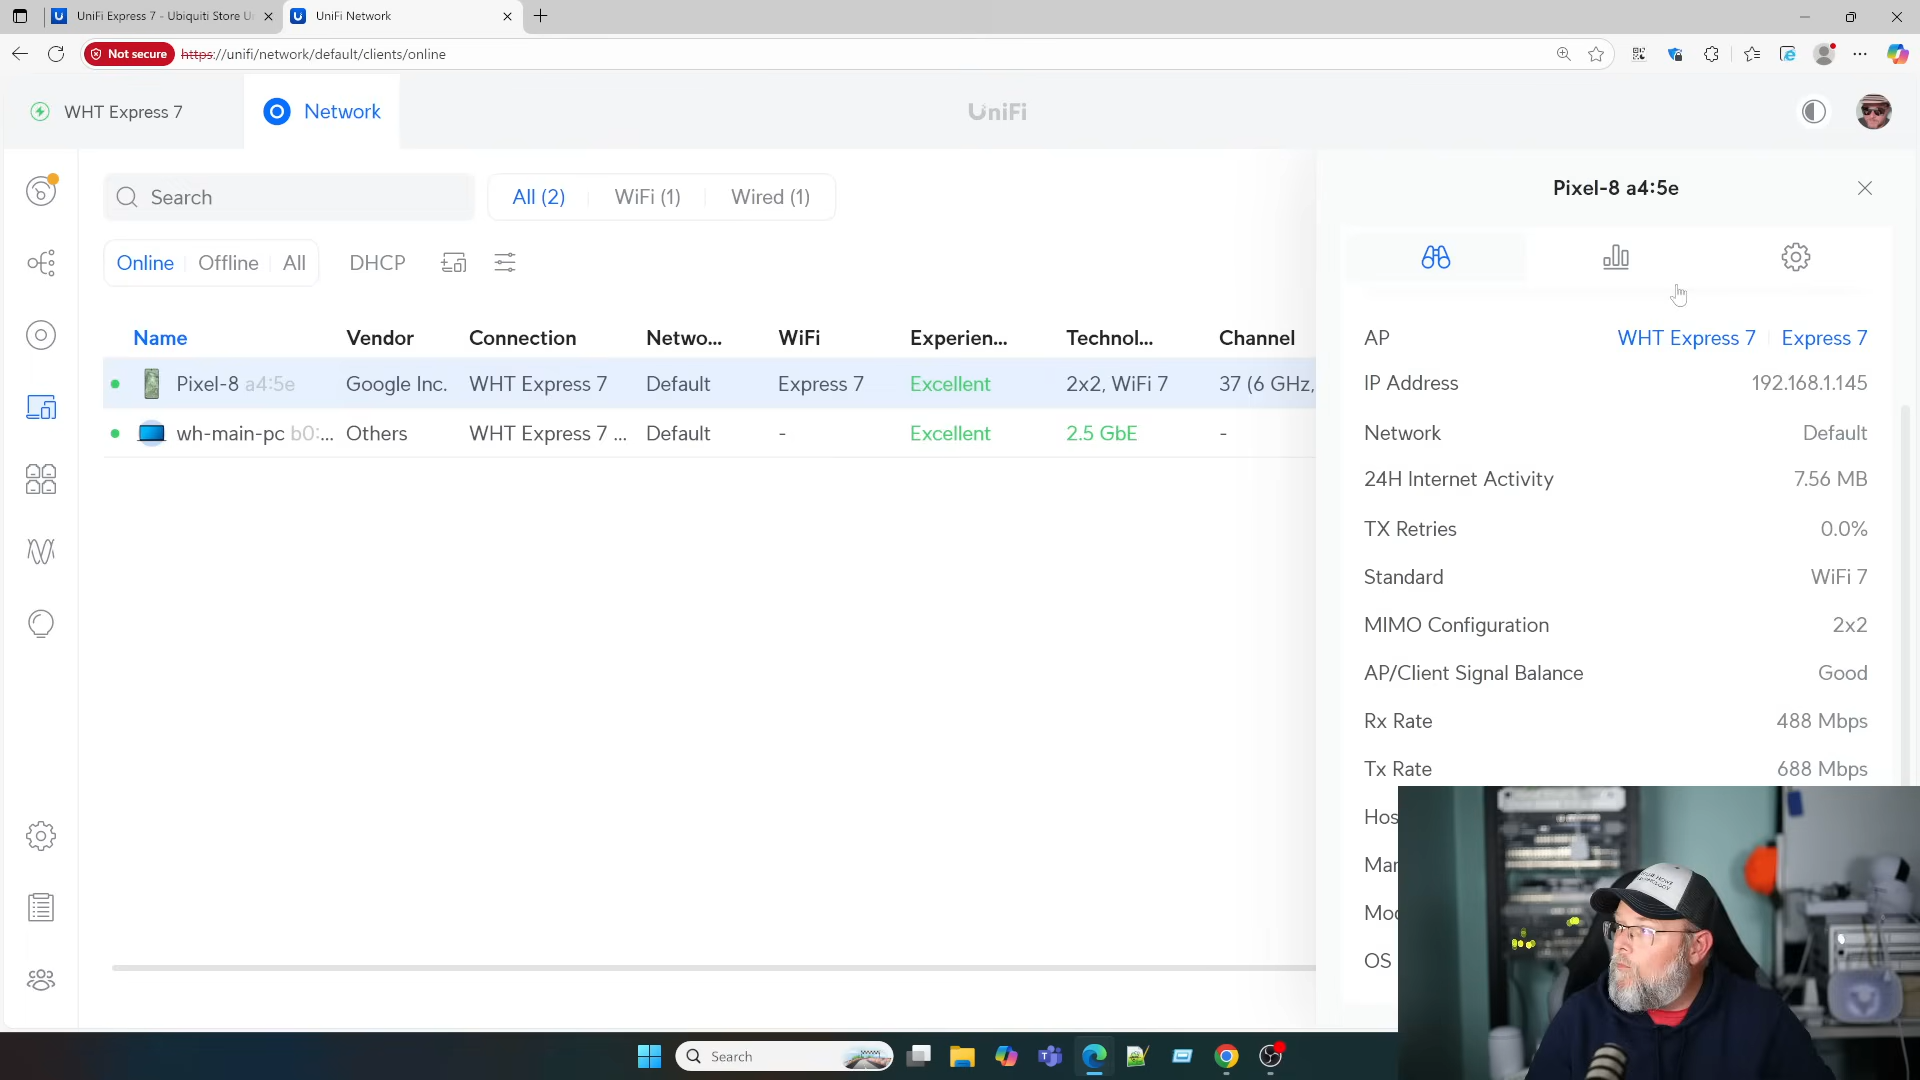 UniFi Express 7 - Ubiquiti Store U
UniFi Network
Not secure
https://unifi/network/default/clients/online
WHT Express 7
Network
UniFi
Search
All (2)
WiFi (1)
Wired (1)
Online
Offline
All
DHCP
Name Vendor Connection Netwo... WiFi Experien... Technol... Channel
Pixel-8 a4:5e Google Inc. WHT Express 7 Default Express 7 Excellent 2x2, WiFi 7 37 (6 GHz,
wh-main-pc b0:... Others WHT Express 7 ... Default - Excellent 2.5 GbE -
Pixel-8 a4:5e
AP WHT Express 7 Express 7
IP Address 192.168.1.145
Network Default
24H Internet Activity 7.56 MB
TX Retries 0.0%
Standard WiFi 7
MIMO Configuration 2x2
AP/Client Signal Balance Good
Rx Rate 488 Mbps
Tx Rate 688 Mbps
Hos
Mar
Mod
OS
Search